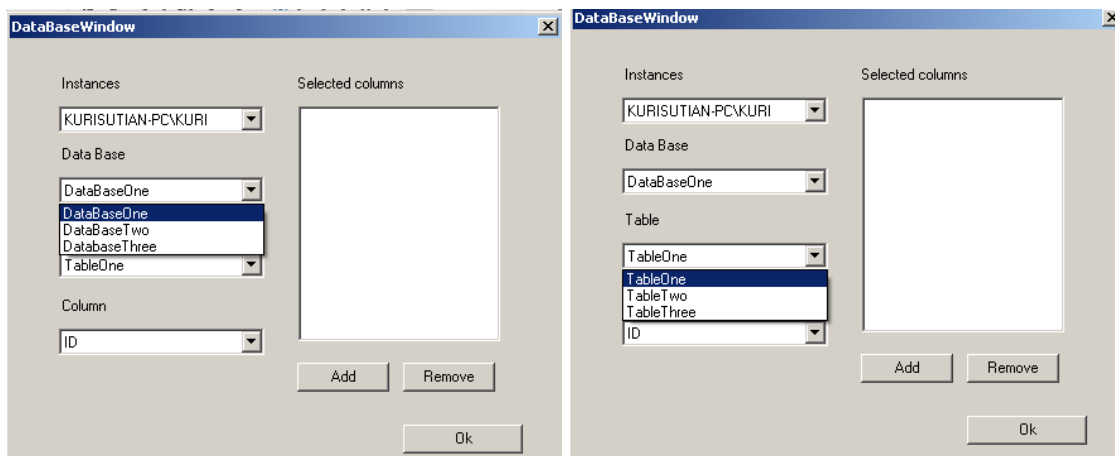 DataBaseWindow
Instances
Selected columns
KURISUTIAN-PC\KURI
Data Base
DataBaseOne
DataBaseOne
DataBaseTwo
DatabaseThree
TableOne
Column
ID
Add
Remove
Ok
DataBaseWindow
Instances
Selected columns
KURISUTIAN-PC\KURI
Data Base
DataBaseOne
Table
TableOne
TableOne
TableTwo
TableThree
ID
Add
Remove
Ok